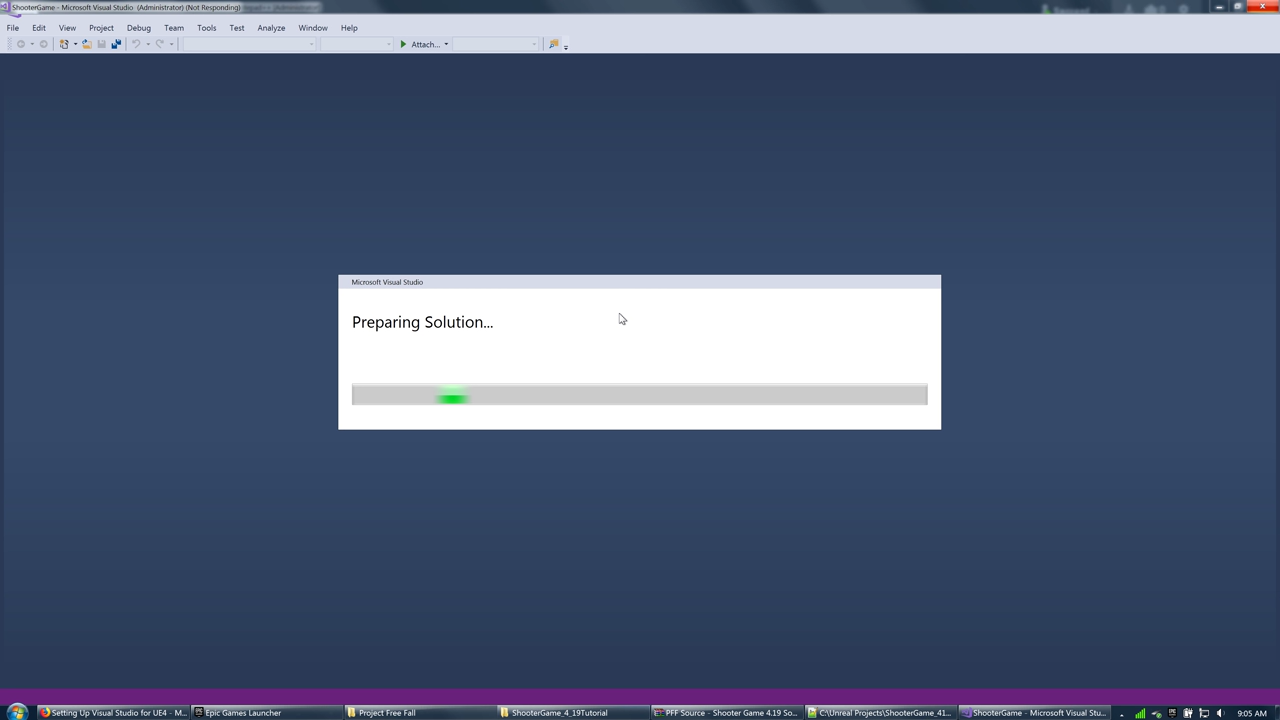 ShooterGame - Microsoft Visual Studio (Administrator) (Not Responding)
File Edit View Project Debug Team Tools Test Analyze Window Help
Attach...
Microsoft Visual Studio
Preparing Solution...
Setting Up Visual Studio for UE4 - M... Epic Games Launcher Project Free Fall ShooterGame_4_19Tutorial PFF Source - Shooter Game 4.19 So... C:\Unreal Projects\ShooterGame_41... ShooterGame - Microsoft Visual Stu... 9:05 AM